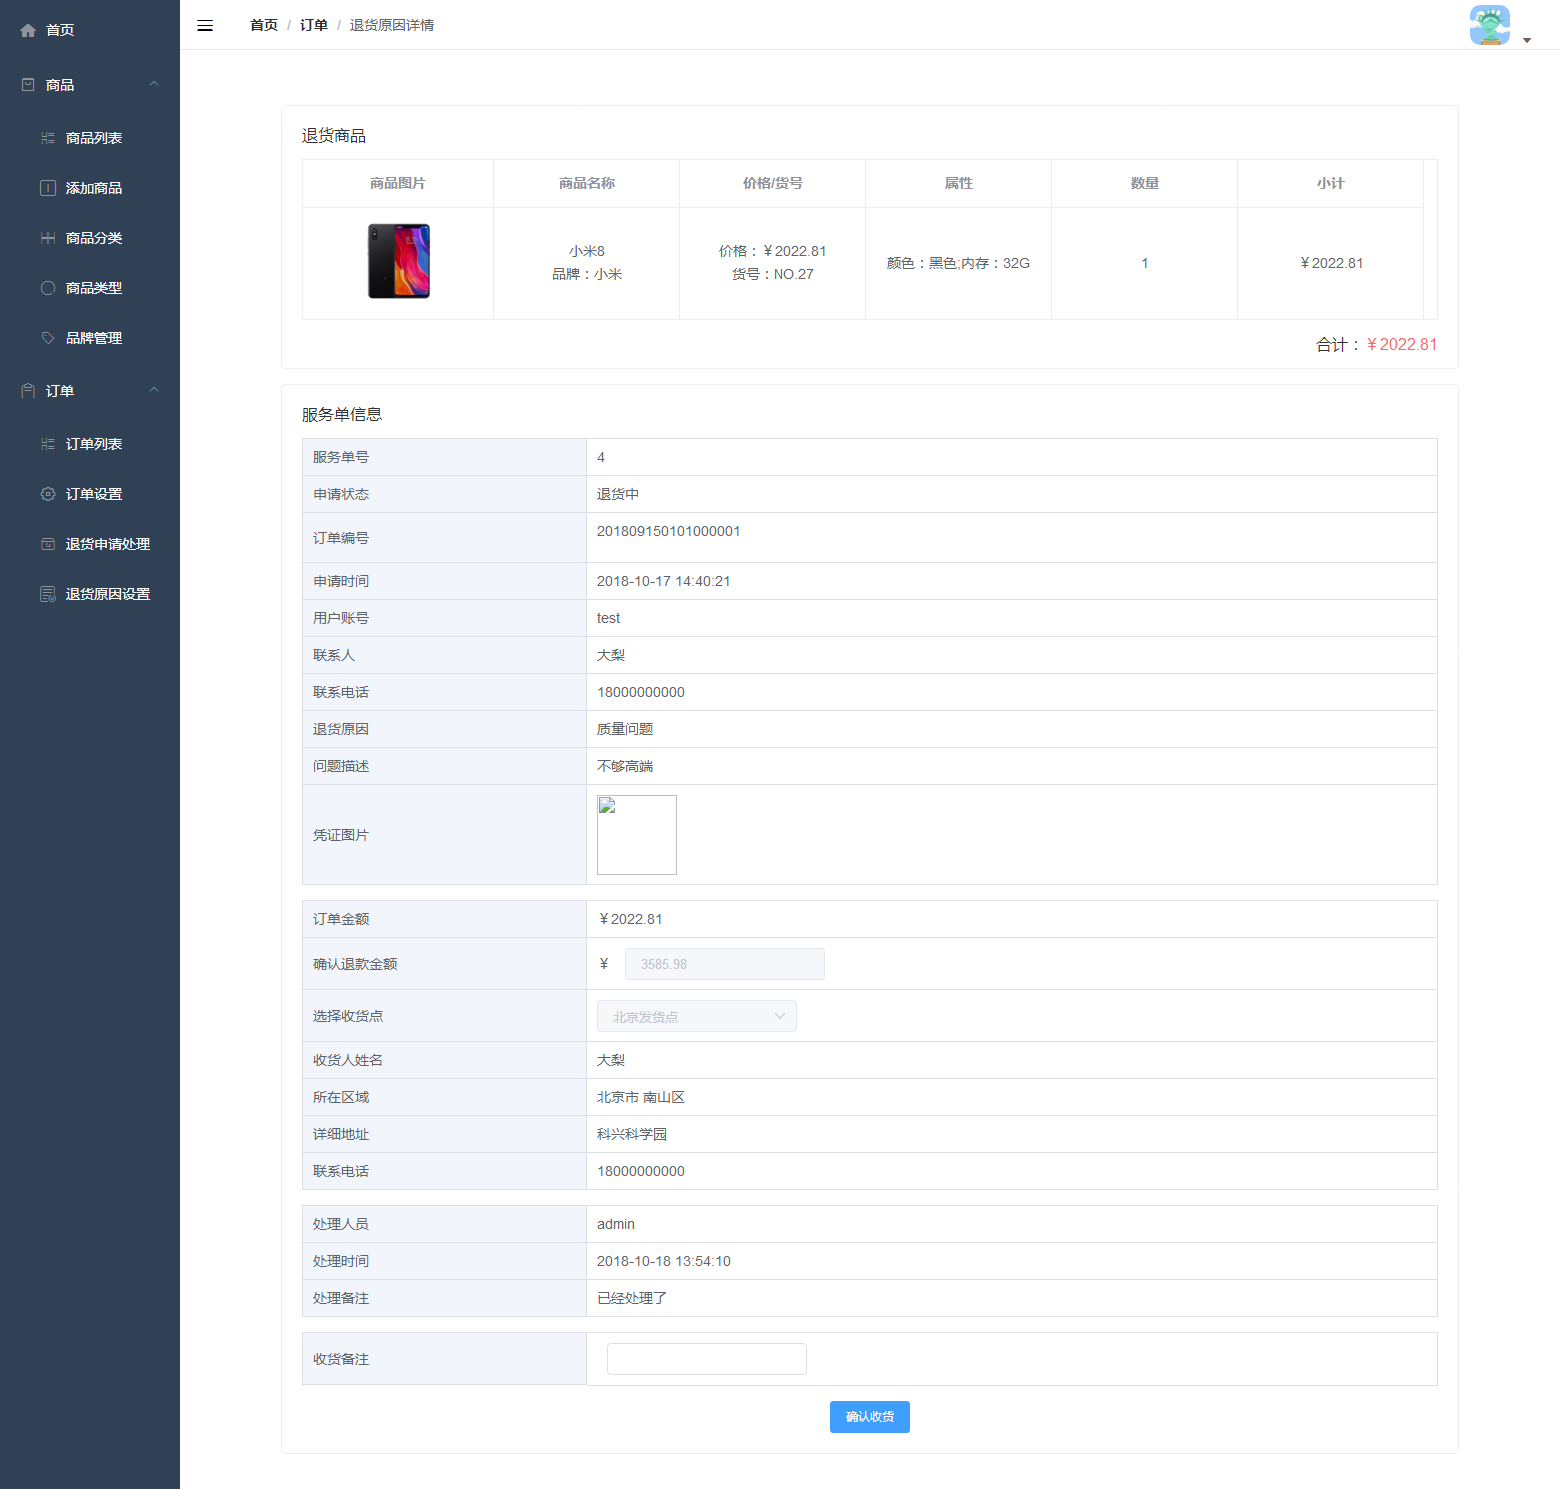 首页
商品
商品列表
添加商品
商品分类
商品类型
品牌管理
订单
订单列表
订单设置
退货申请处理
退货原因设置
首页 / 订单 / 退货原因详情
退货商品
商品图片 商品名称 价格/货号 属性 数量 小计
小米8
品牌：小米
价格：￥2022.81
货号：NO.27
颜色：黑色;内存：32G
1
￥2022.81
合计：￥2022.81
服务单信息
服务单号 4
申请状态 退货中
订单编号 201809150101000001
申请时间 2018-10-17 14:40:21
用户账号 test
联系人 大梨
联系电话 18000000000
退货原因 质量问题
问题描述 不够高端
凭证图片
订单金额 ￥2022.81
确认退款金额 ￥ 3585.98
选择收货点 北京发货点
收货人姓名 大梨
所在区域 北京市 南山区
详细地址 科兴科学园
联系电话 18000000000
处理人员 admin
处理时间 2018-10-18 13:54:10
处理备注 已经处理了
收货备注
确认收货